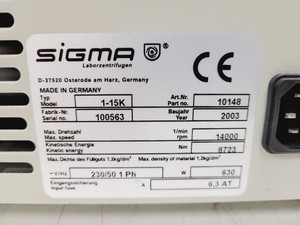 SIGMA ®
Laborzentrifugen
D-37520 Osterode am Harz, Germany
MADE IN GERMANY
CE
Typ Model 1-15K Art.Nr. Part no. 10148
Fabrik-Nr. Serial no. 100563 Baujahr Year 2003
Max. Drehzahl Max. speed 1/min rpm 14000
Kinetische Energie Kinetic energy Nm 8723
Max. Dichte des Füllguts 1,2kg/dm³ Max. density of material 1.2kg/dm³
230/50 1 Ph W 630
Eingangssicherung Input fuse A 6,3 AT